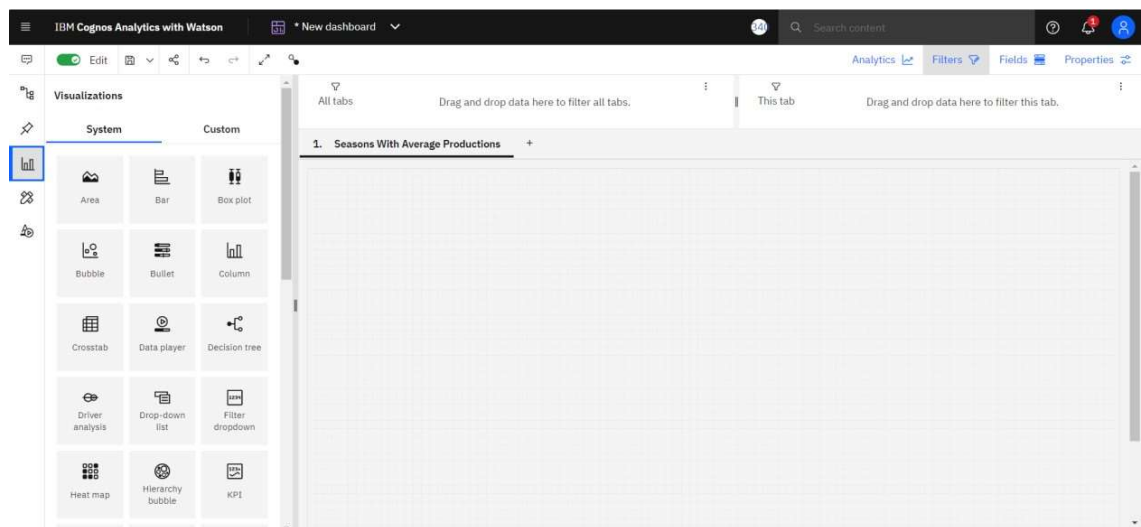 IBM Cognos Analytics with Watson
* New dashboard
Search content
Edit
Analytics
Filters
Fields
Properties
Visualizations
System
Custom
All tabs
Drag and drop data here to filter all tabs.
This tab
Drag and drop data here to filter this tab.
1. Seasons With Average Productions +
Area
Bar
Box plot
Bubble
Bullet
Column
Crosstab
Data player
Decision tree
Driver
analysis
Drop-down
list
Filter
dropdown
Heat map
Hierarchy
bubble
KPI